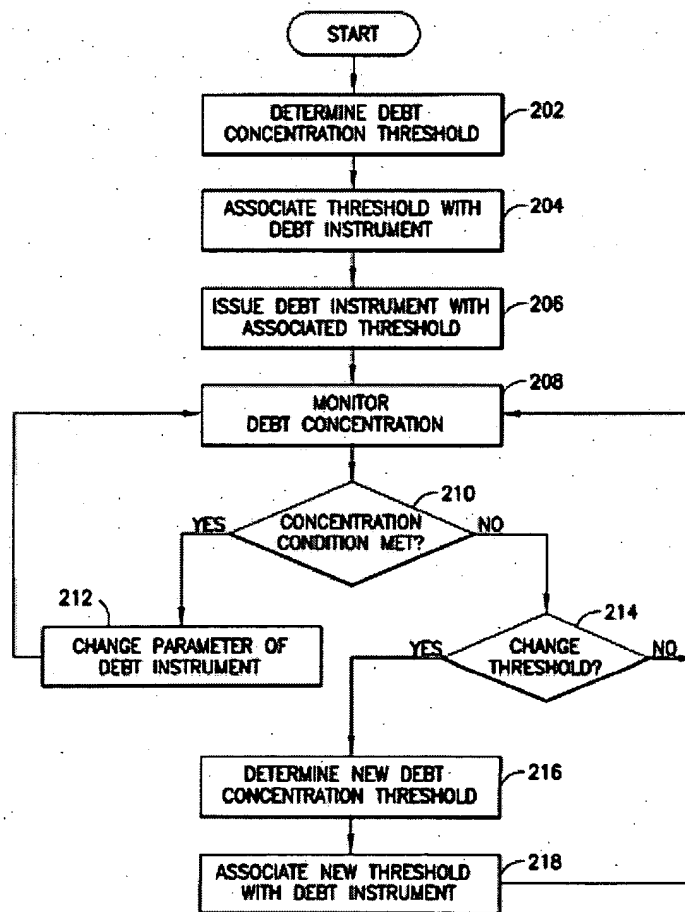 START
DETERMINE DEBT
CONCENTRATION THRESHOLD
202
ASSOCIATE THRESHOLD WITH
DEBT INSTRUMENT
204
ISSUE DEBT INSTRUMENT WITH
ASSOCIATED THRESHOLD
206
MONITOR
DEBT CONCENTRATION
208
210
YES
CONCENTRATION
CONDITION MET?
NO
212
CHANGE PARAMETER OF
DEBT INSTRUMENT
214
YES
CHANGE
THRESHOLD?
NO
DETERMINE NEW DEBT
CONCENTRATION THRESHOLD
216
ASSOCIATE NEW THRESHOLD
WITH DEBT INSTRUMENT
218